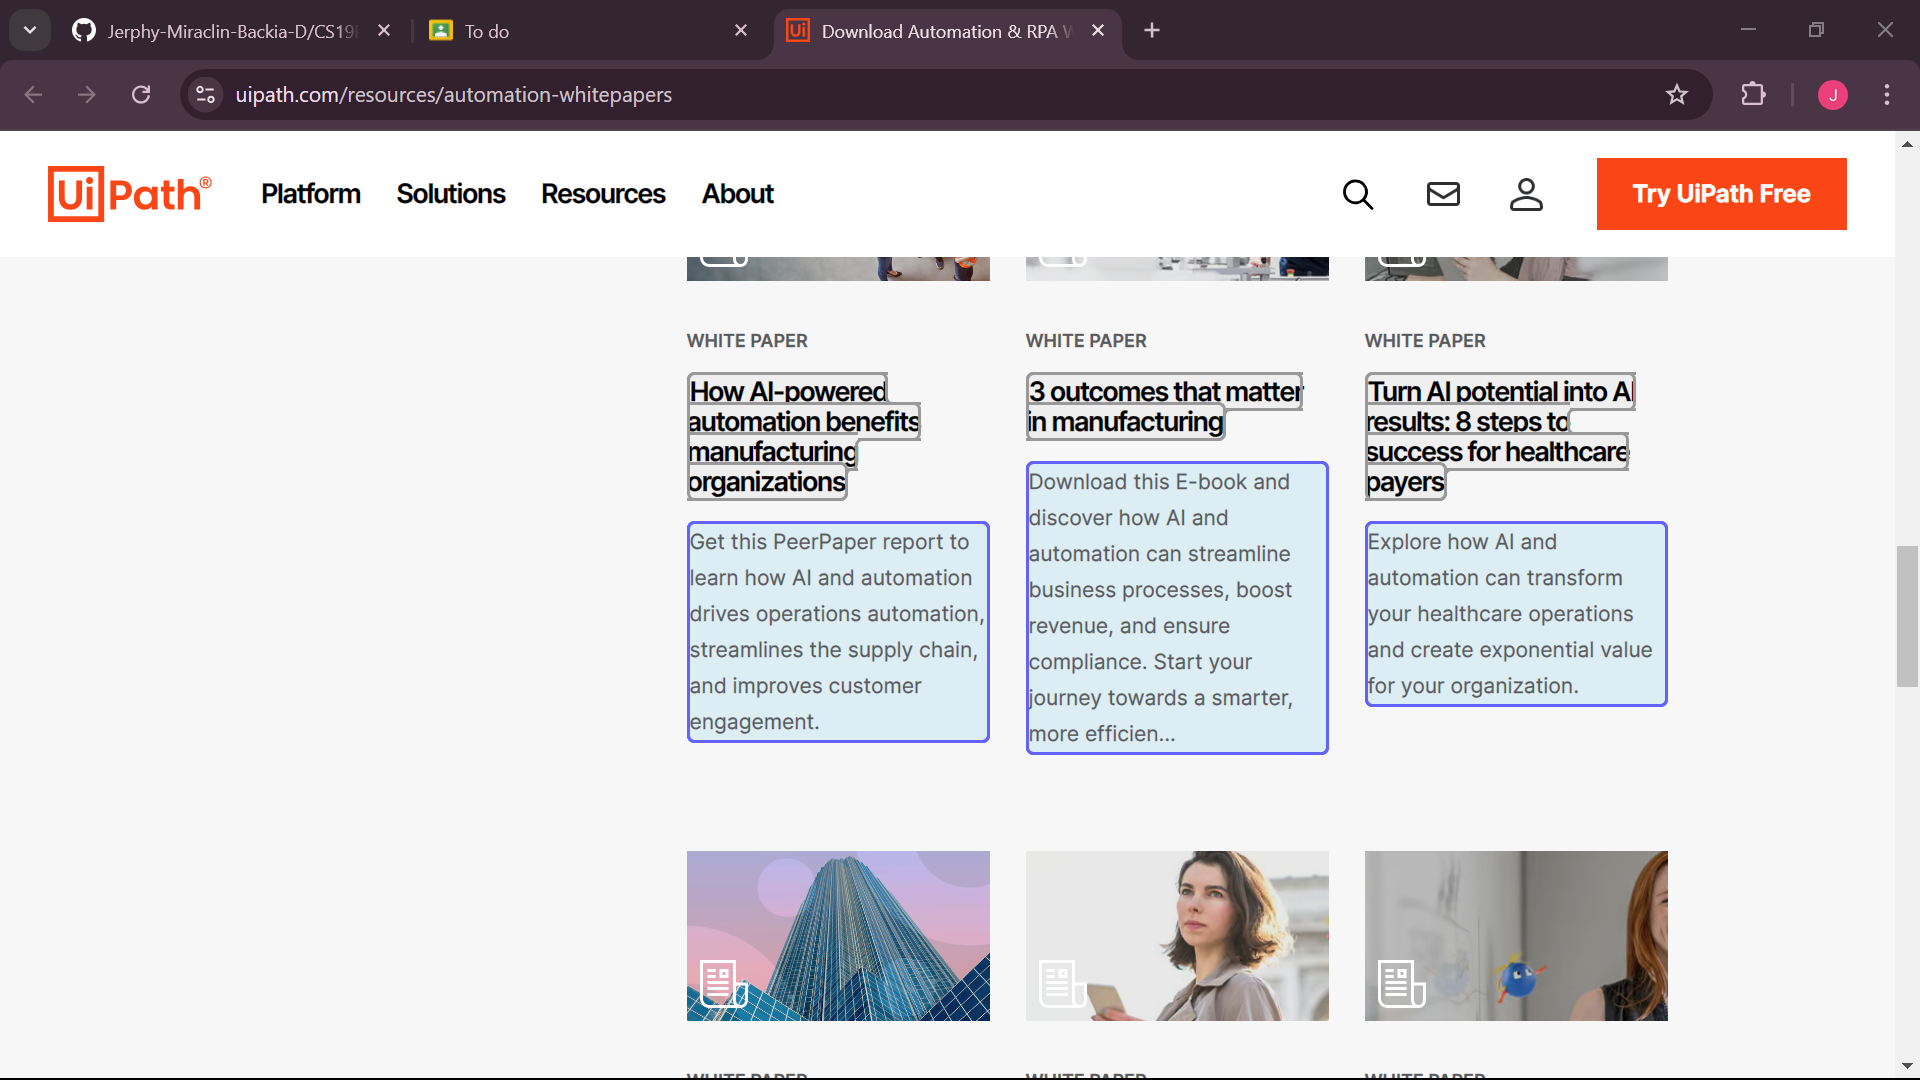 Jerphy-Miraclin-Backia-D/CS19
To do
Download Automation & RPA W
uipath.com/resources/automation-whitepapers
J
UiPath®
Platform
Solutions
Resources
About
Try UiPath Free
WHITE PAPER
How AI-powered
automation benefits
manufacturing
organizations
Get this PeerPaper report to
learn how AI and automation
drives operations automation,
streamlines the supply chain,
and improves customer
engagement.
WHITE PAPER
3 outcomes that matter
in manufacturing
Download this E-book and
discover how AI and
automation can streamline
business processes, boost
revenue, and ensure
compliance. Start your
journey towards a smarter,
more efficien...
WHITE PAPER
Turn AI potential into AI
results: 8 steps to
success for healthcare
payers
Explore how AI and
automation can transform
your healthcare operations
and create exponential value
for your organization.
WHITE PAPER
WHITE PAPER
WHITE PAPER